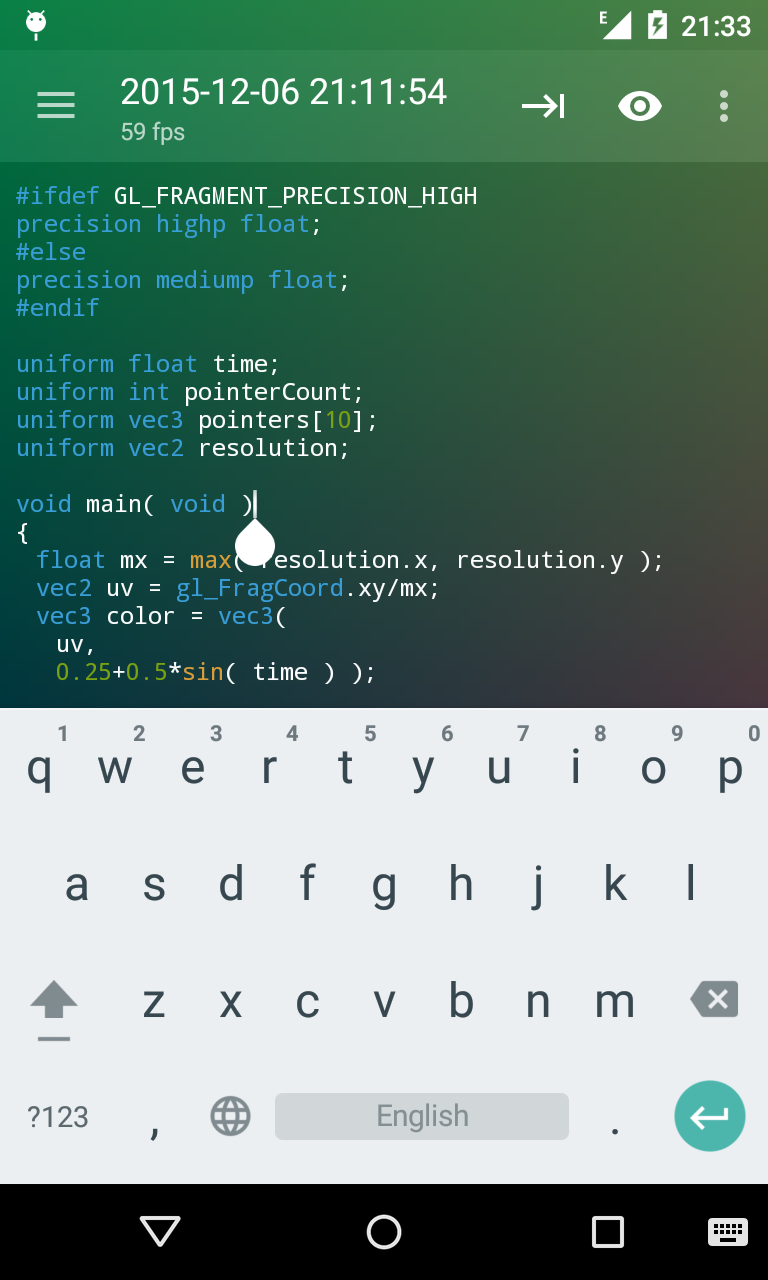 E 21:33
2015-12-06 21:11:54
59 fps
#ifdef GL_FRAGMENT_PRECISION_HIGH
precision highp float;
#else
precision mediump float;
#endif
uniform float time;
uniform int pointerCount;
uniform vec3 pointers[10];
uniform vec2 resolution;
void main( void )
{
float mx = max( resolution.x, resolution.y );
vec2 uv = gl_FragCoord.xy/mx;
vec3 color = vec3(
uv,
0.25+0.5*sin( time ) );
1 2 3 4 5 6 7 8 9 0
q w e r t y u i o p
a s d f g h j k l
z x c v b n m
?123 , English .